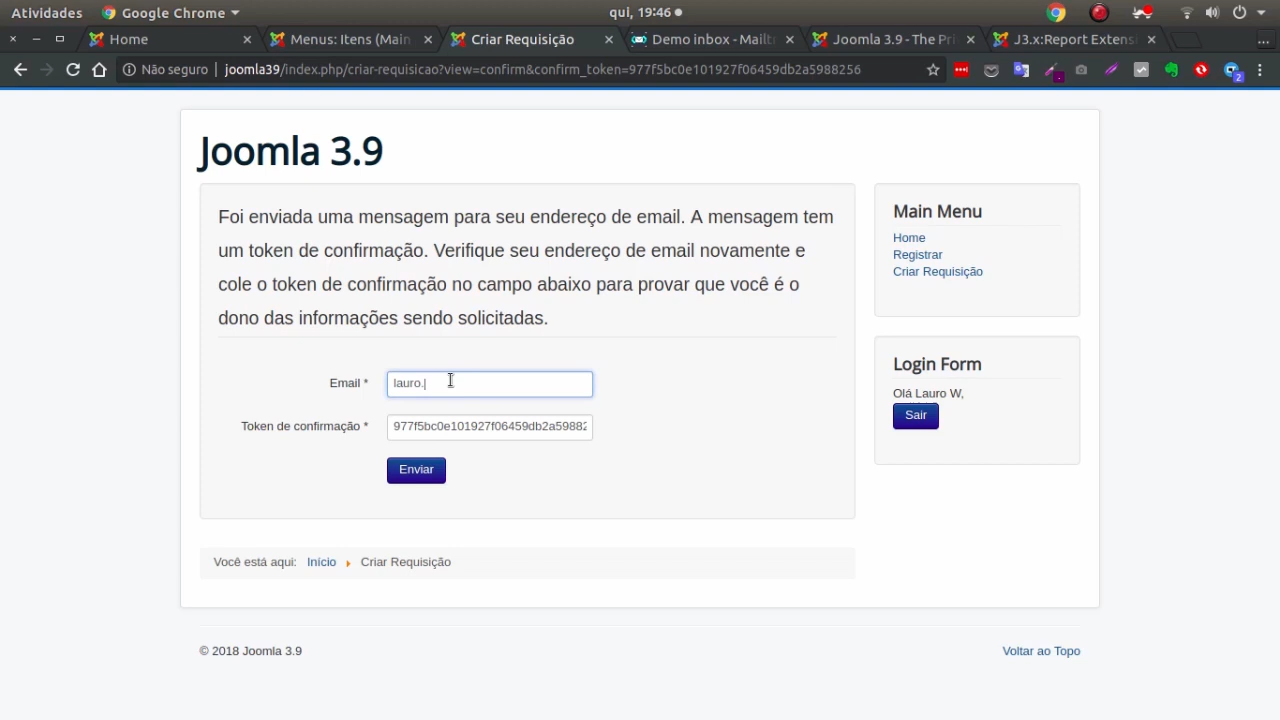 Atividades Google Chrome qui, 19:46
Home Menus: Itens (Main Criar Requisição Demo inbox - Mailt Joomla 3.9 - The Pri J3.x:Report Extens
Não seguro | joomla39/index.php/criar-requisicao?view=confirm&confirm_token=977f5bc0e101927f06459db2a5988256
2
Joomla 3.9
Foi enviada uma mensagem para seu endereço de email. A mensagem tem
um token de confirmação. Verifique seu endereço de email novamente e
cole o token de confirmação no campo abaixo para provar que você é o
dono das informações sendo solicitadas.
Email * lauro.
Token de confirmação * 977f5bc0e101927f06459db2a59882
Enviar
Main Menu
Home
Registrar
Criar Requisição
Login Form
Olá Lauro W,
Sair
Você está aqui: Início Criar Requisição
© 2018 Joomla 3.9 Voltar ao Topo